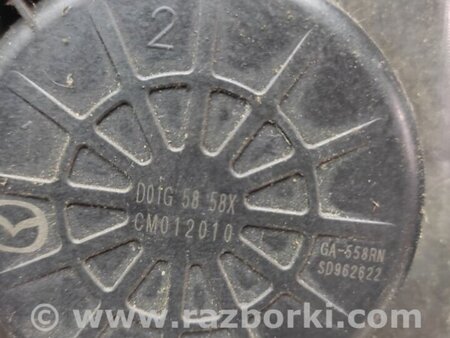 2
D01G 58 58X
CM012010
GA-558RN
SD962622
© www.razborki.com/